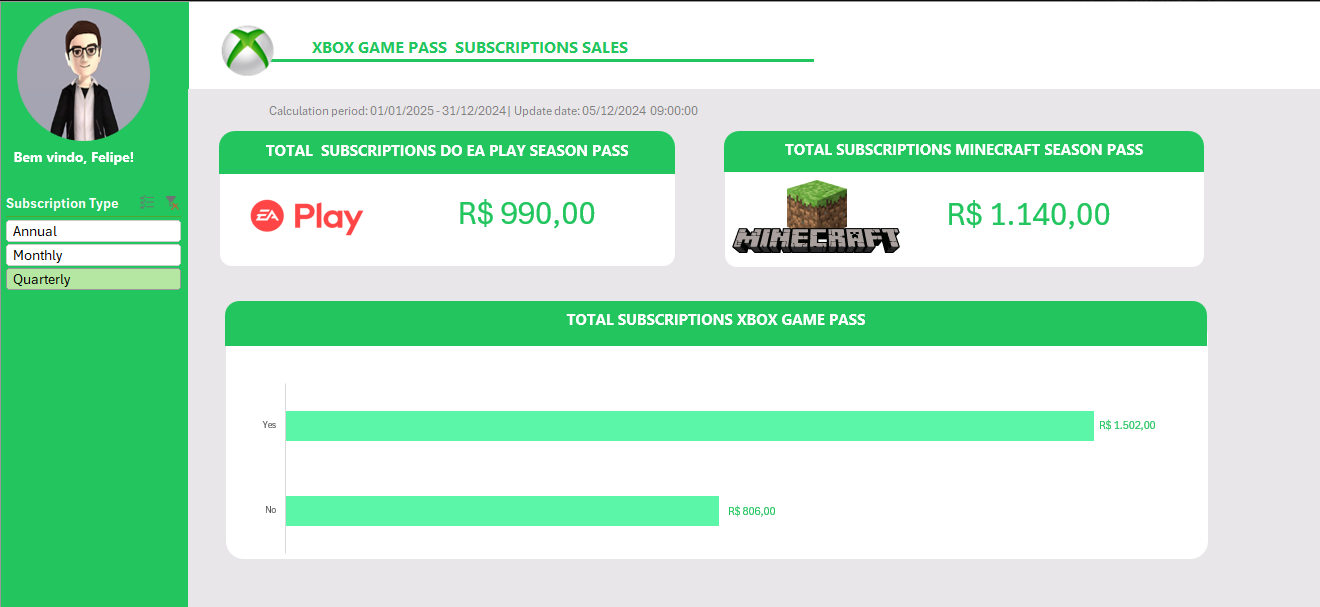 XBOX GAME PASS  SUBSCRIPTIONS SALES
Calculation period: 01/01/2025 - 31/12/2024 | Update date: 05/12/2024 09:00:00
Bem vindo, Felipe!
Subscription Type
Annual
Monthly
Quarterly
TOTAL  SUBSCRIPTIONS DO EA PLAY SEASON PASS
EA Play
R$ 990,00
TOTAL SUBSCRIPTIONS MINECRAFT SEASON PASS
MINECRAFT
R$ 1.140,00
TOTAL SUBSCRIPTIONS XBOX GAME PASS
Yes
R$ 1.502,00
No
R$ 806,00